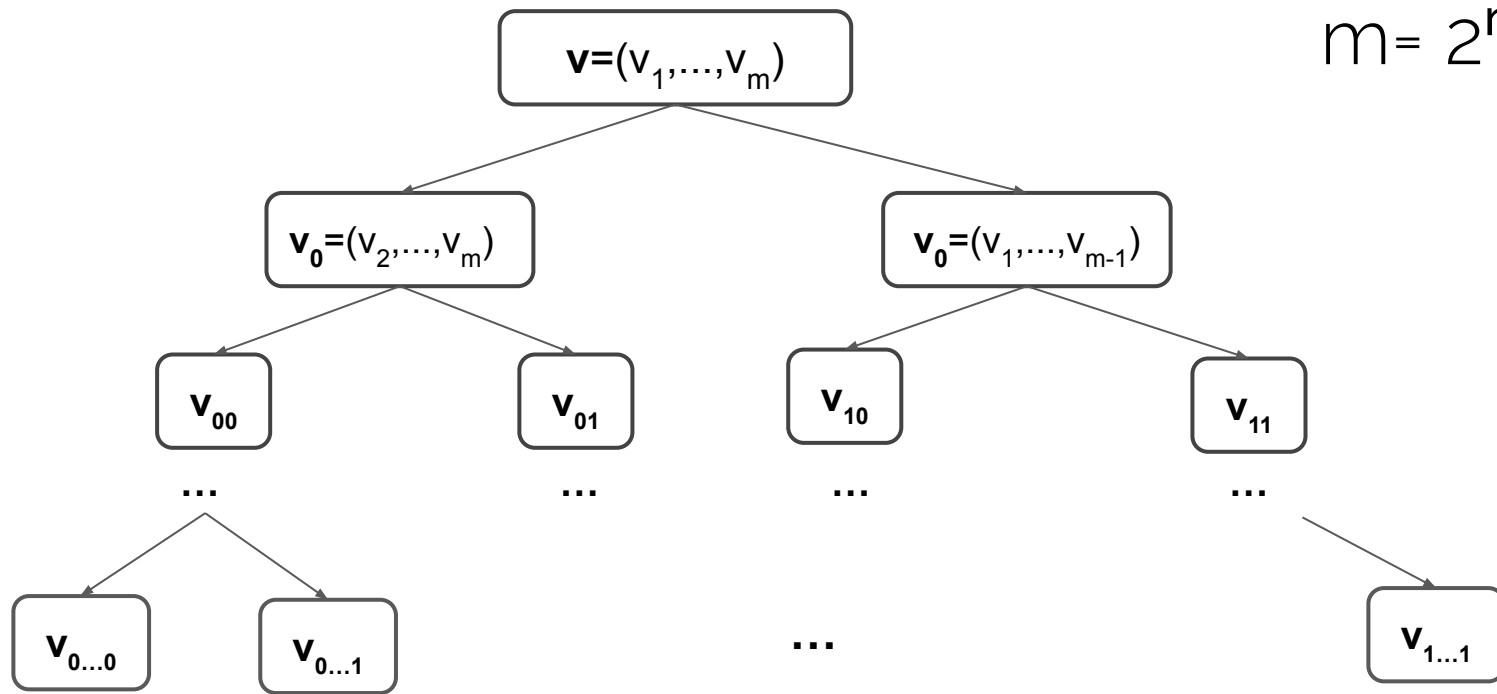 m= 2
v=(v₁,...,vₘ)
v₀=(v₂,...,vₘ) v₀=(v₁,...,vₘ₋₁)
v₀₀ v₀₁ v₁₀ v₁₁
... ... ... ...
v₀...₀ v₀...₁ ... v₁...₁